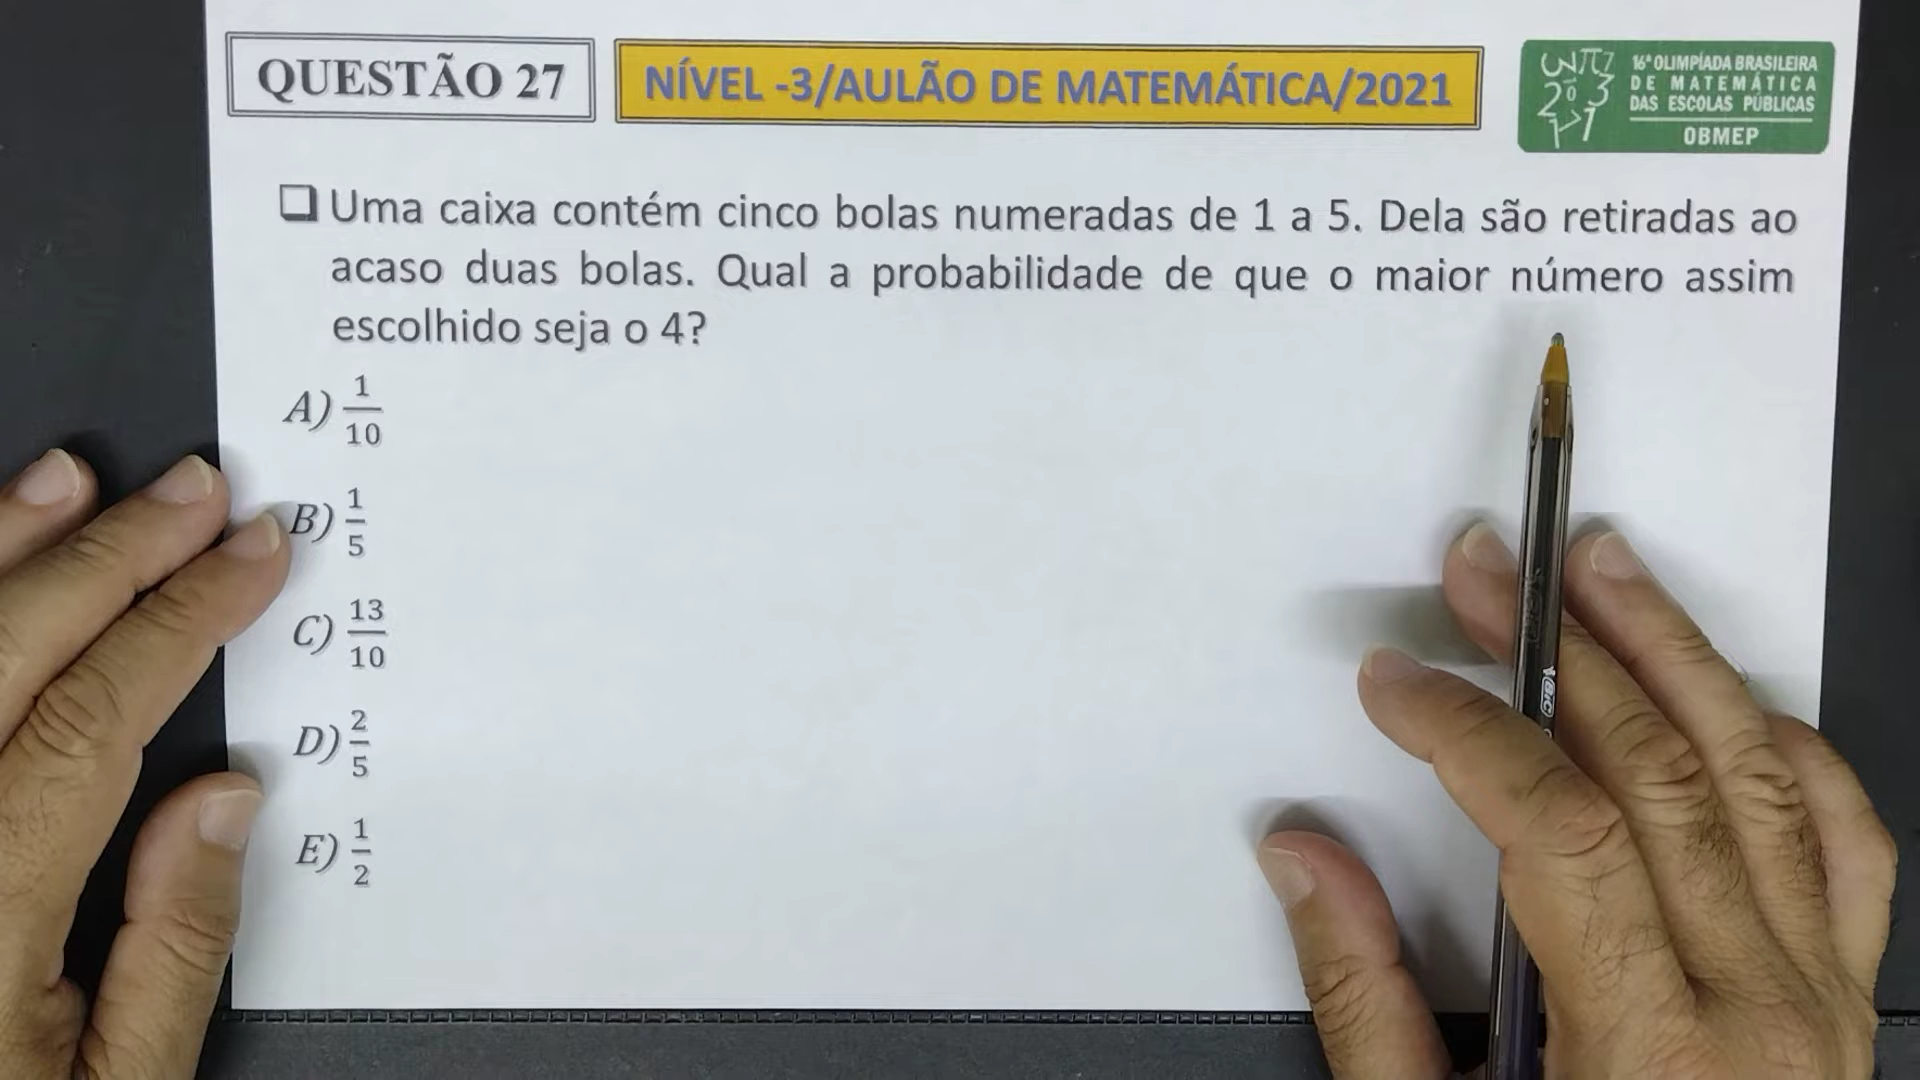 QUESTÃO 27
NÍVEL -3/AULÃO DE MATEMÁTICA/2021
16ª OLIMPÍADA BRASILEIRA
DE MATEMÁTICA
DAS ESCOLAS PÚBLICAS
OBMEP
Uma caixa contém cinco bolas numeradas de 1 a 5. Dela são retiradas ao
acaso duas bolas. Qual a probabilidade de que o maior número assim
escolhido seja o 4?
A) 1/10
B) 1/5
C) 13/10
D) 2/5
E) 1/2
BIC